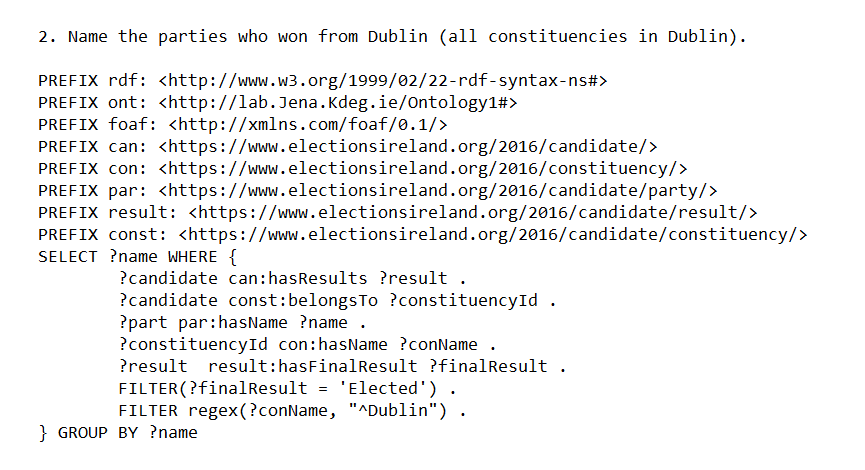 2. Name the parties who won from Dublin (all constituencies in Dublin).
PREFIX rdf: <http://www.w3.org/1999/02/22-rdf-syntax-ns#>
PREFIX ont: <http://lab.Jena.Kdeg.ie/Ontology1#>
PREFIX foaf: <http://xmlns.com/foaf/0.1/>
PREFIX can: <https://www.electionsireland.org/2016/candidate/>
PREFIX con: <https://www.electionsireland.org/2016/constituency/>
PREFIX par: <https://www.electionsireland.org/2016/candidate/party/>
PREFIX result: <https://www.electionsireland.org/2016/candidate/result/>
PREFIX const: <https://www.electionsireland.org/2016/candidate/constituency/>
SELECT ?name WHERE {
?candidate can:hasResults ?result .
?candidate const:belongsTo ?constituencyId .
?part par:hasName ?name .
?constituencyId con:hasName ?conName .
?result  result:hasFinalResult ?finalResult .
FILTER(?finalResult = 'Elected') .
FILTER regex(?conName, "^Dublin") .
} GROUP BY ?name